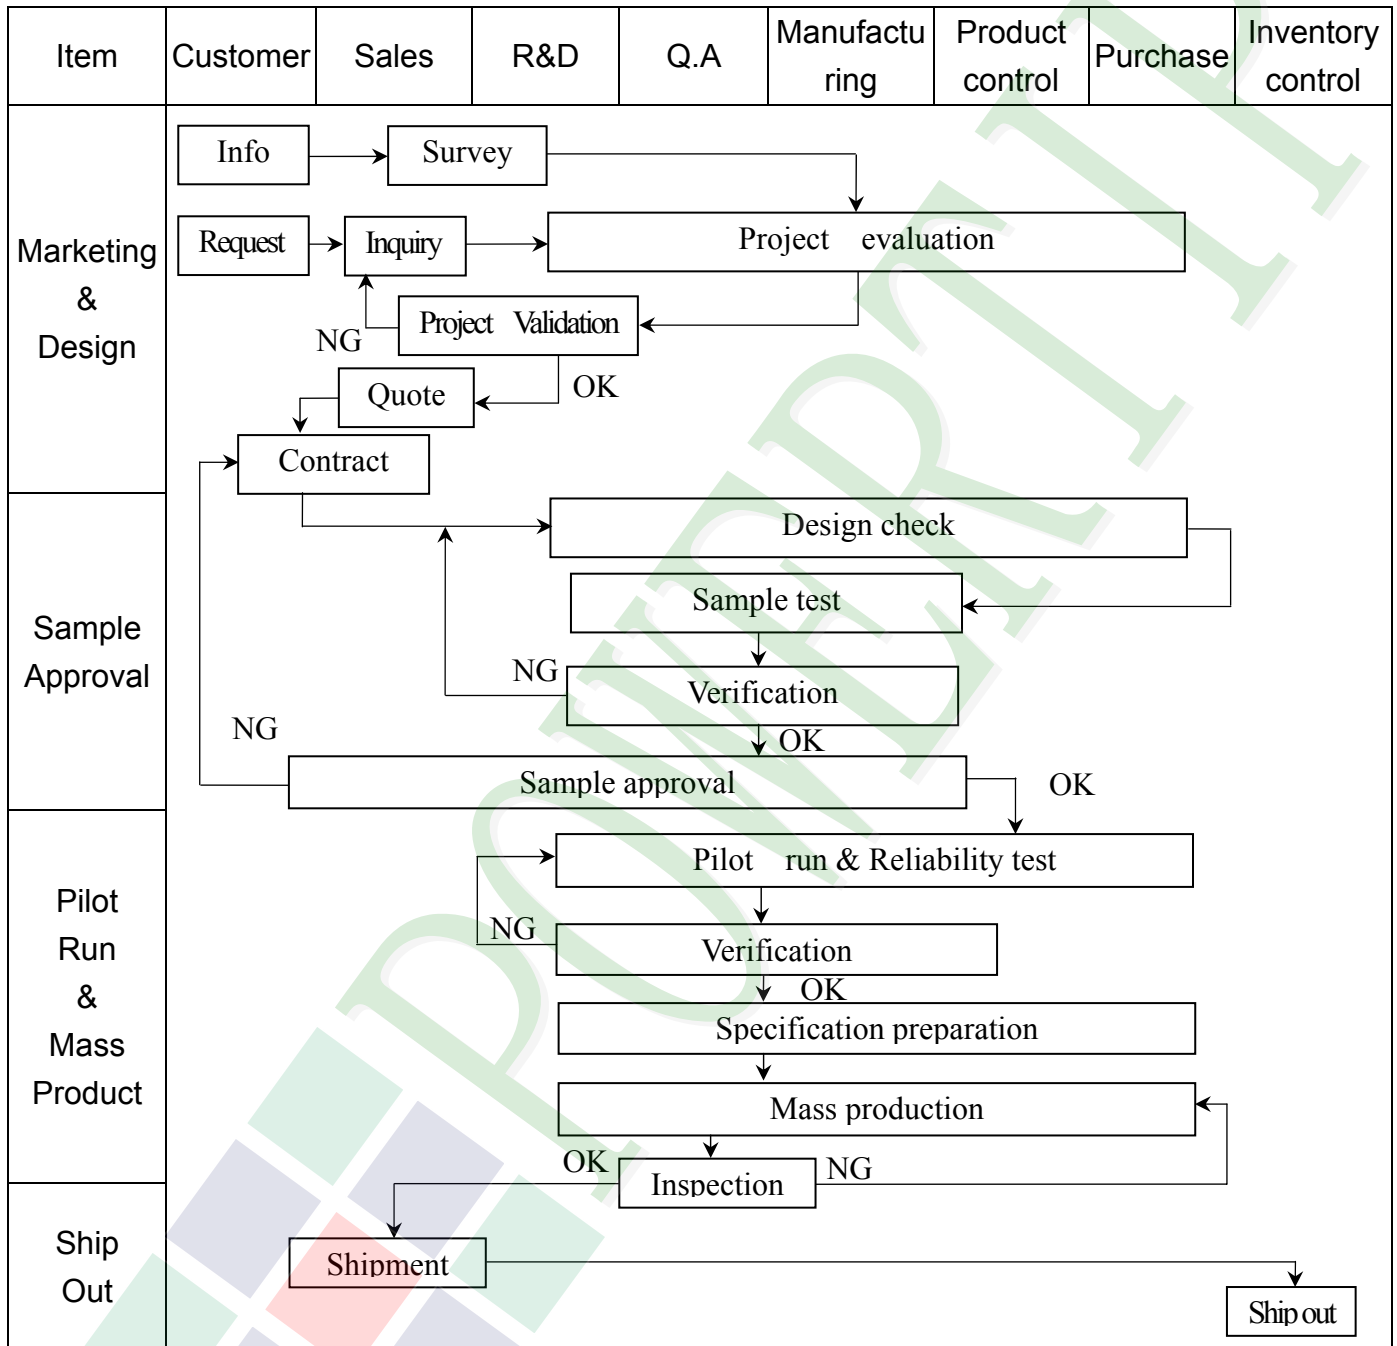 Item
Customer
Sales
R&D
Q.A
Manufactu
ring
Product
control
Purchase
Inventory
control
Marketing
&
Design
Info
Survey
Request
Inquiry
Project evaluation
Project Validation
NG
OK
Quote
Contract
Sample
Approval
Design check
Sample test
NG
Verification
OK
NG
Sample approval
OK
Pilot
Run
&
Mass
Product
Pilot run & Reliability test
NG
Verification
OK
Specification preparation
Mass production
OK
Inspection
NG
Ship
Out
Shipment
Ship out
POWERTIP